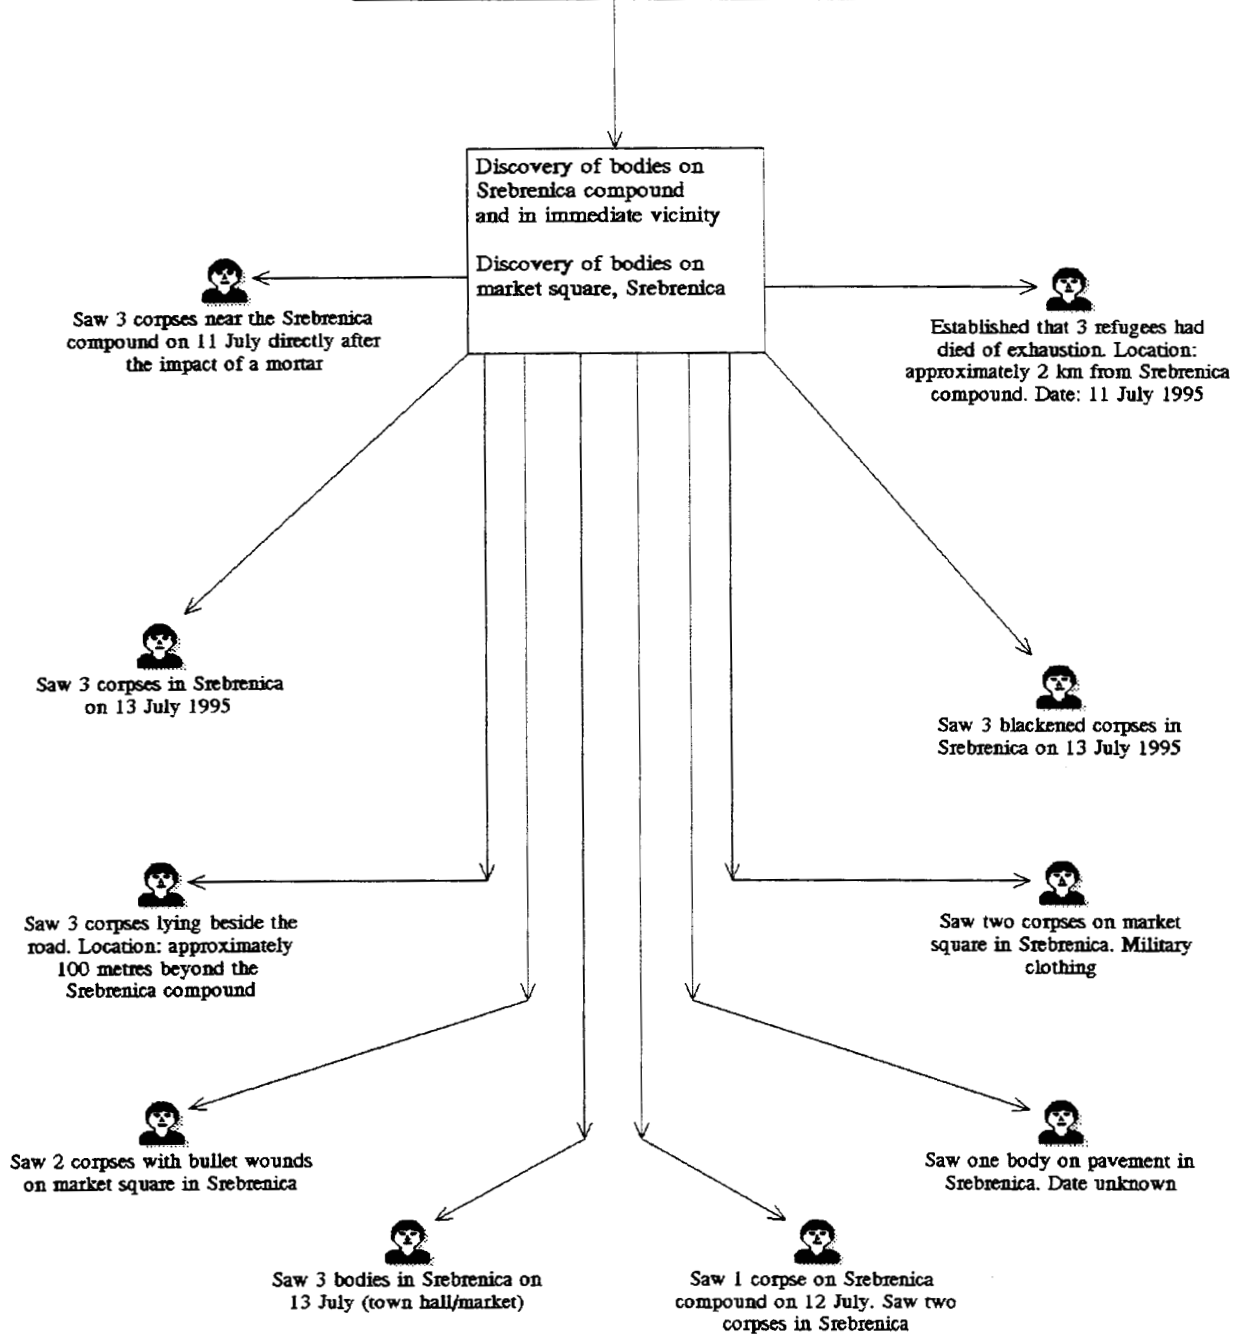 Discovery of bodies on
Srebrenica compound
and in immediate vicinity
Discovery of bodies on
market square, Srebrenica
Saw 3 corpses near the Srebrenica
compound on 11 July directly after
the impact of a mortar
Established that 3 refugees had
died of exhaustion. Location:
approximately 2 km from Srebrenica
compound. Date: 11 July 1995
Saw 3 corpses in Srebrenica
on 13 July 1995
Saw 3 blackened corpses in
Srebrenica on 13 July 1995
Saw 3 corpses lying beside the
road. Location: approximately
100 metres beyond the
Srebrenica compound
Saw two corpses on market
square in Srebrenica. Military
clothing
Saw 2 corpses with bullet wounds
on market square in Srebrenica
Saw one body on pavement in
Srebrenica. Date unknown
Saw 3 bodies in Srebrenica on
13 July (town hall/market)
Saw 1 corpse on Srebrenica
compound on 12 July. Saw two
corpses in Srebrenica